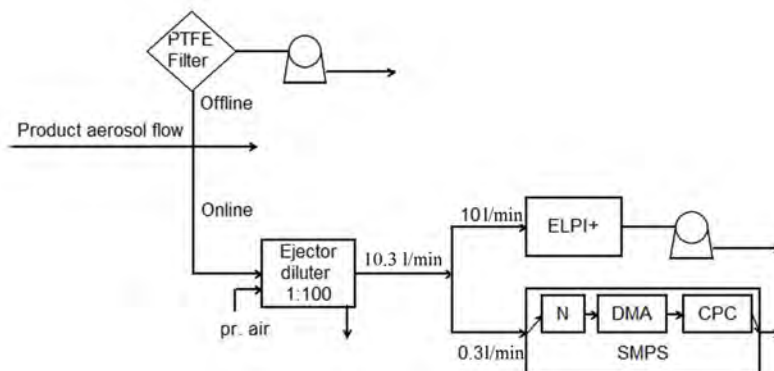 PTFE
Filter
Offline
Product aerosol flow
Online
Ejector
diluter
1:100
pr. air
10.3 l/min
10 l/min
ELPI+
N
DMA
CPC
0.3l/min
SMPS